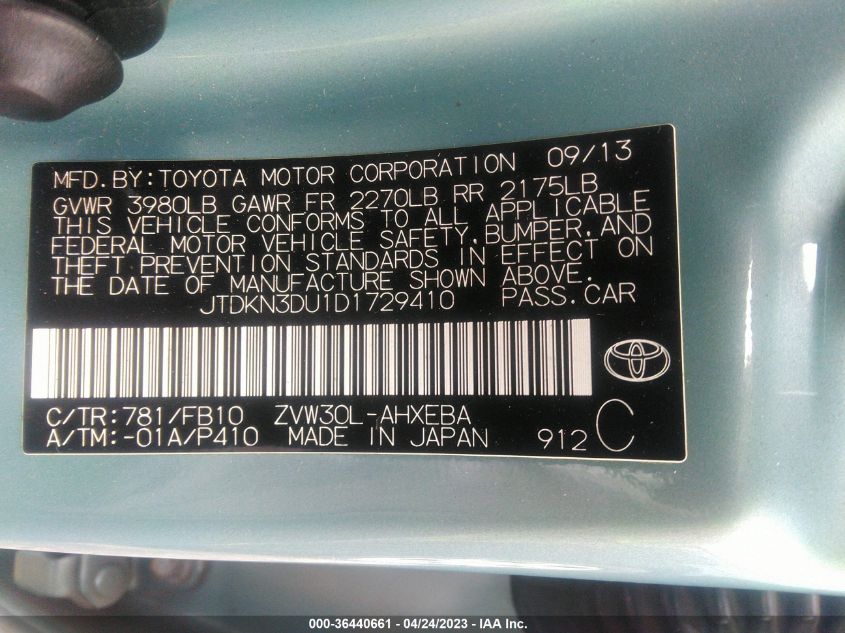 MFD.BY:TOYOTA MOTOR CORPORATION 09/13
GVWR 3980LB GAWR FR 2270LB RR 2175LB
THIS VEHICLE CONFORMS TO ALL APPLICABLE
FEDERAL MOTOR VEHICLE SAFETY,BUMPER,AND
THEFT PREVENTION STANDARDS IN EFFECT ON
THE DATE OF MANUFACTURE SHOWN ABOVE.
JTDKN3DU1D1729410 PASS.CAR
C/TR:781/FB10 ZVW30L-AHXEBA
A/TM:-01A/P410 MADE IN JAPAN 912 C
000-36440661 - 04/24/2023 - IAA Inc.